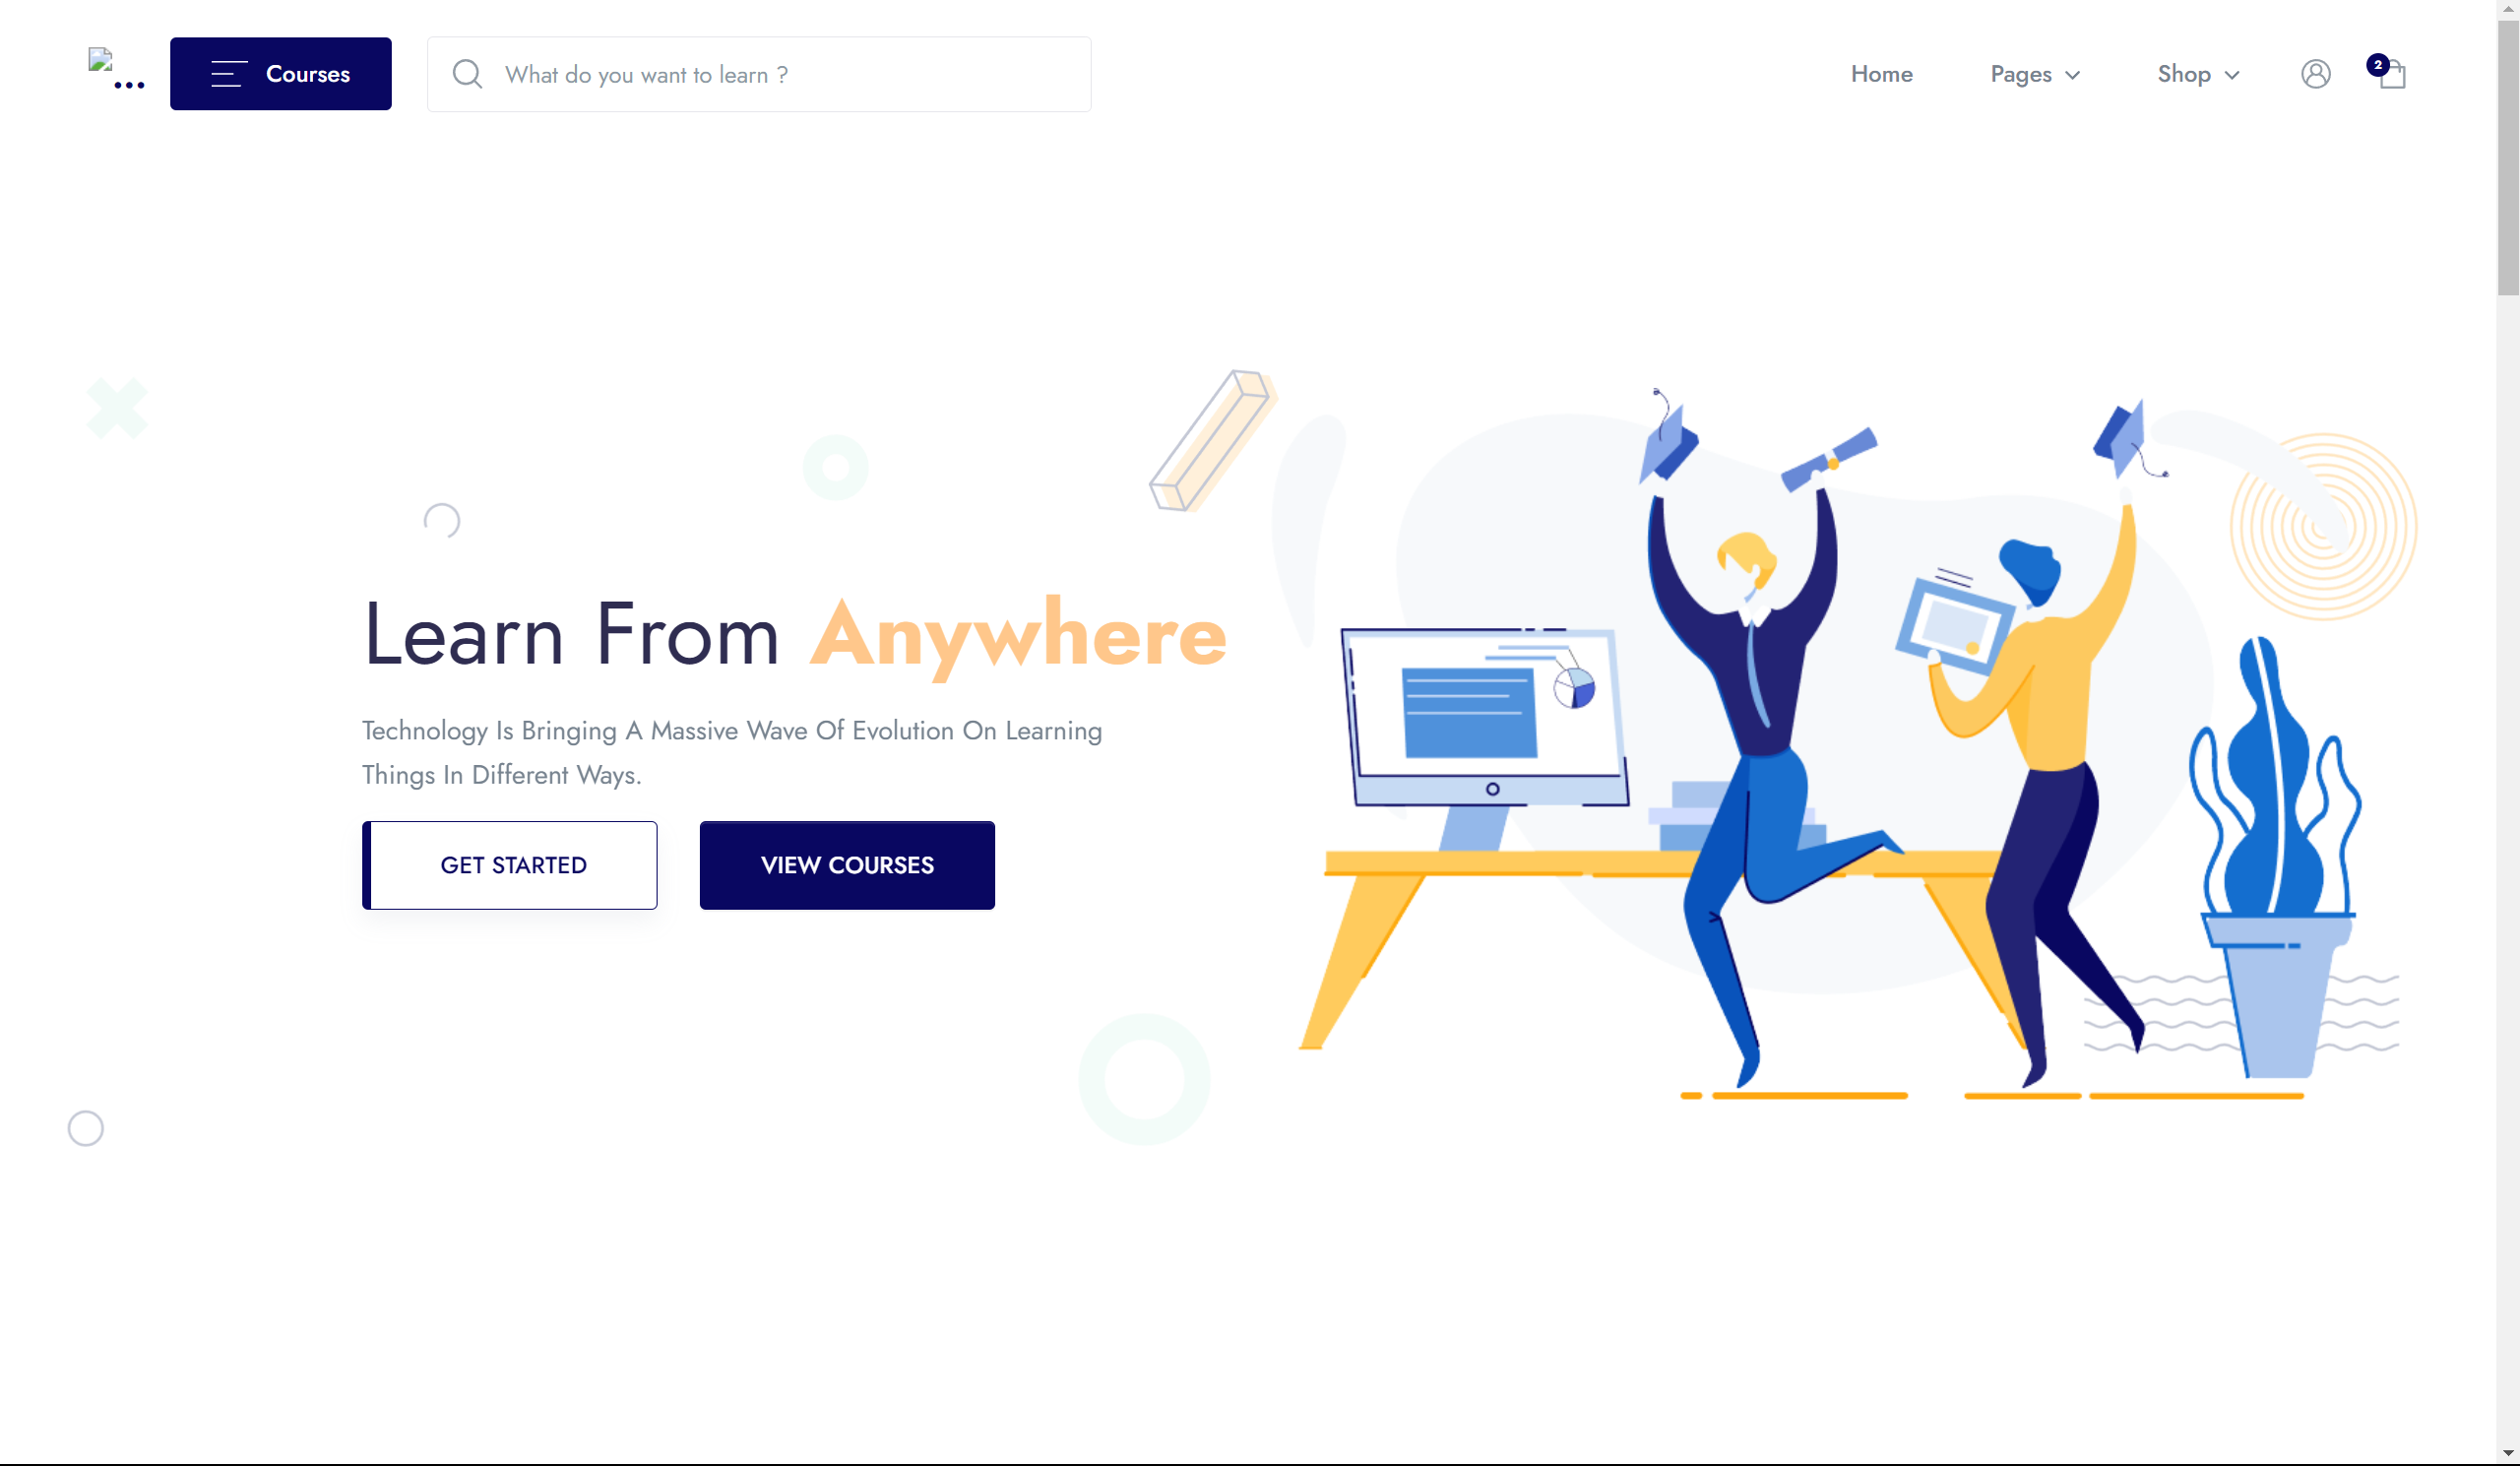 ...
Courses
What do you want to learn ?
Home
Pages
Shop
2
Learn From Anywhere
Technology Is Bringing A Massive Wave Of Evolution On Learning
Things In Different Ways.
GET STARTED
VIEW COURSES